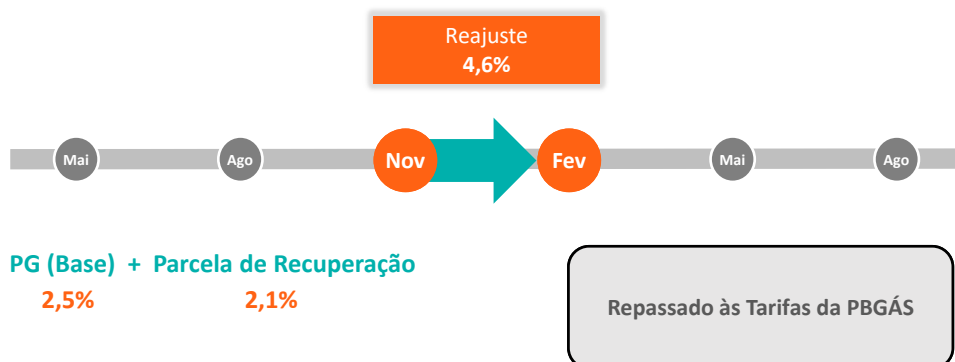 Reajuste
4,6%
Mai Ago Nov Fev Mai Ago
PG (Base) + Parcela de Recuperação
2,5% 2,1%
Repassado às Tarifas da PBGÁS